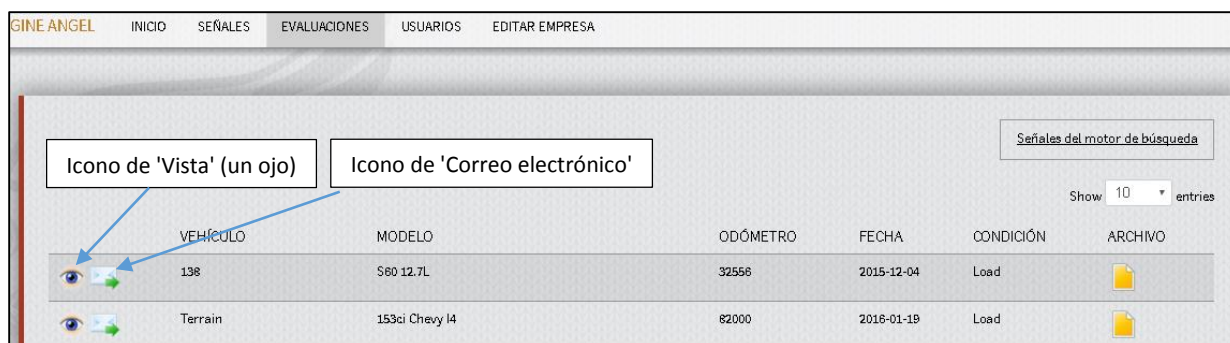 GINE ANGEL INICIO SEÑALES EVALUACIONES USUARIOS EDITAR EMPRESA
Señales del motor de búsqueda
Icono de 'Vista' (un ojo) Icono de 'Correo electrónico'
Show 10 entries
VEHÍCULO MODELO ODÓMETRO FECHA CONDICIÓN ARCHIVO
138 S60 12.7L 32556 2015-12-04 Load
Terrain 153ci Chevy I4 62000 2016-01-19 Load